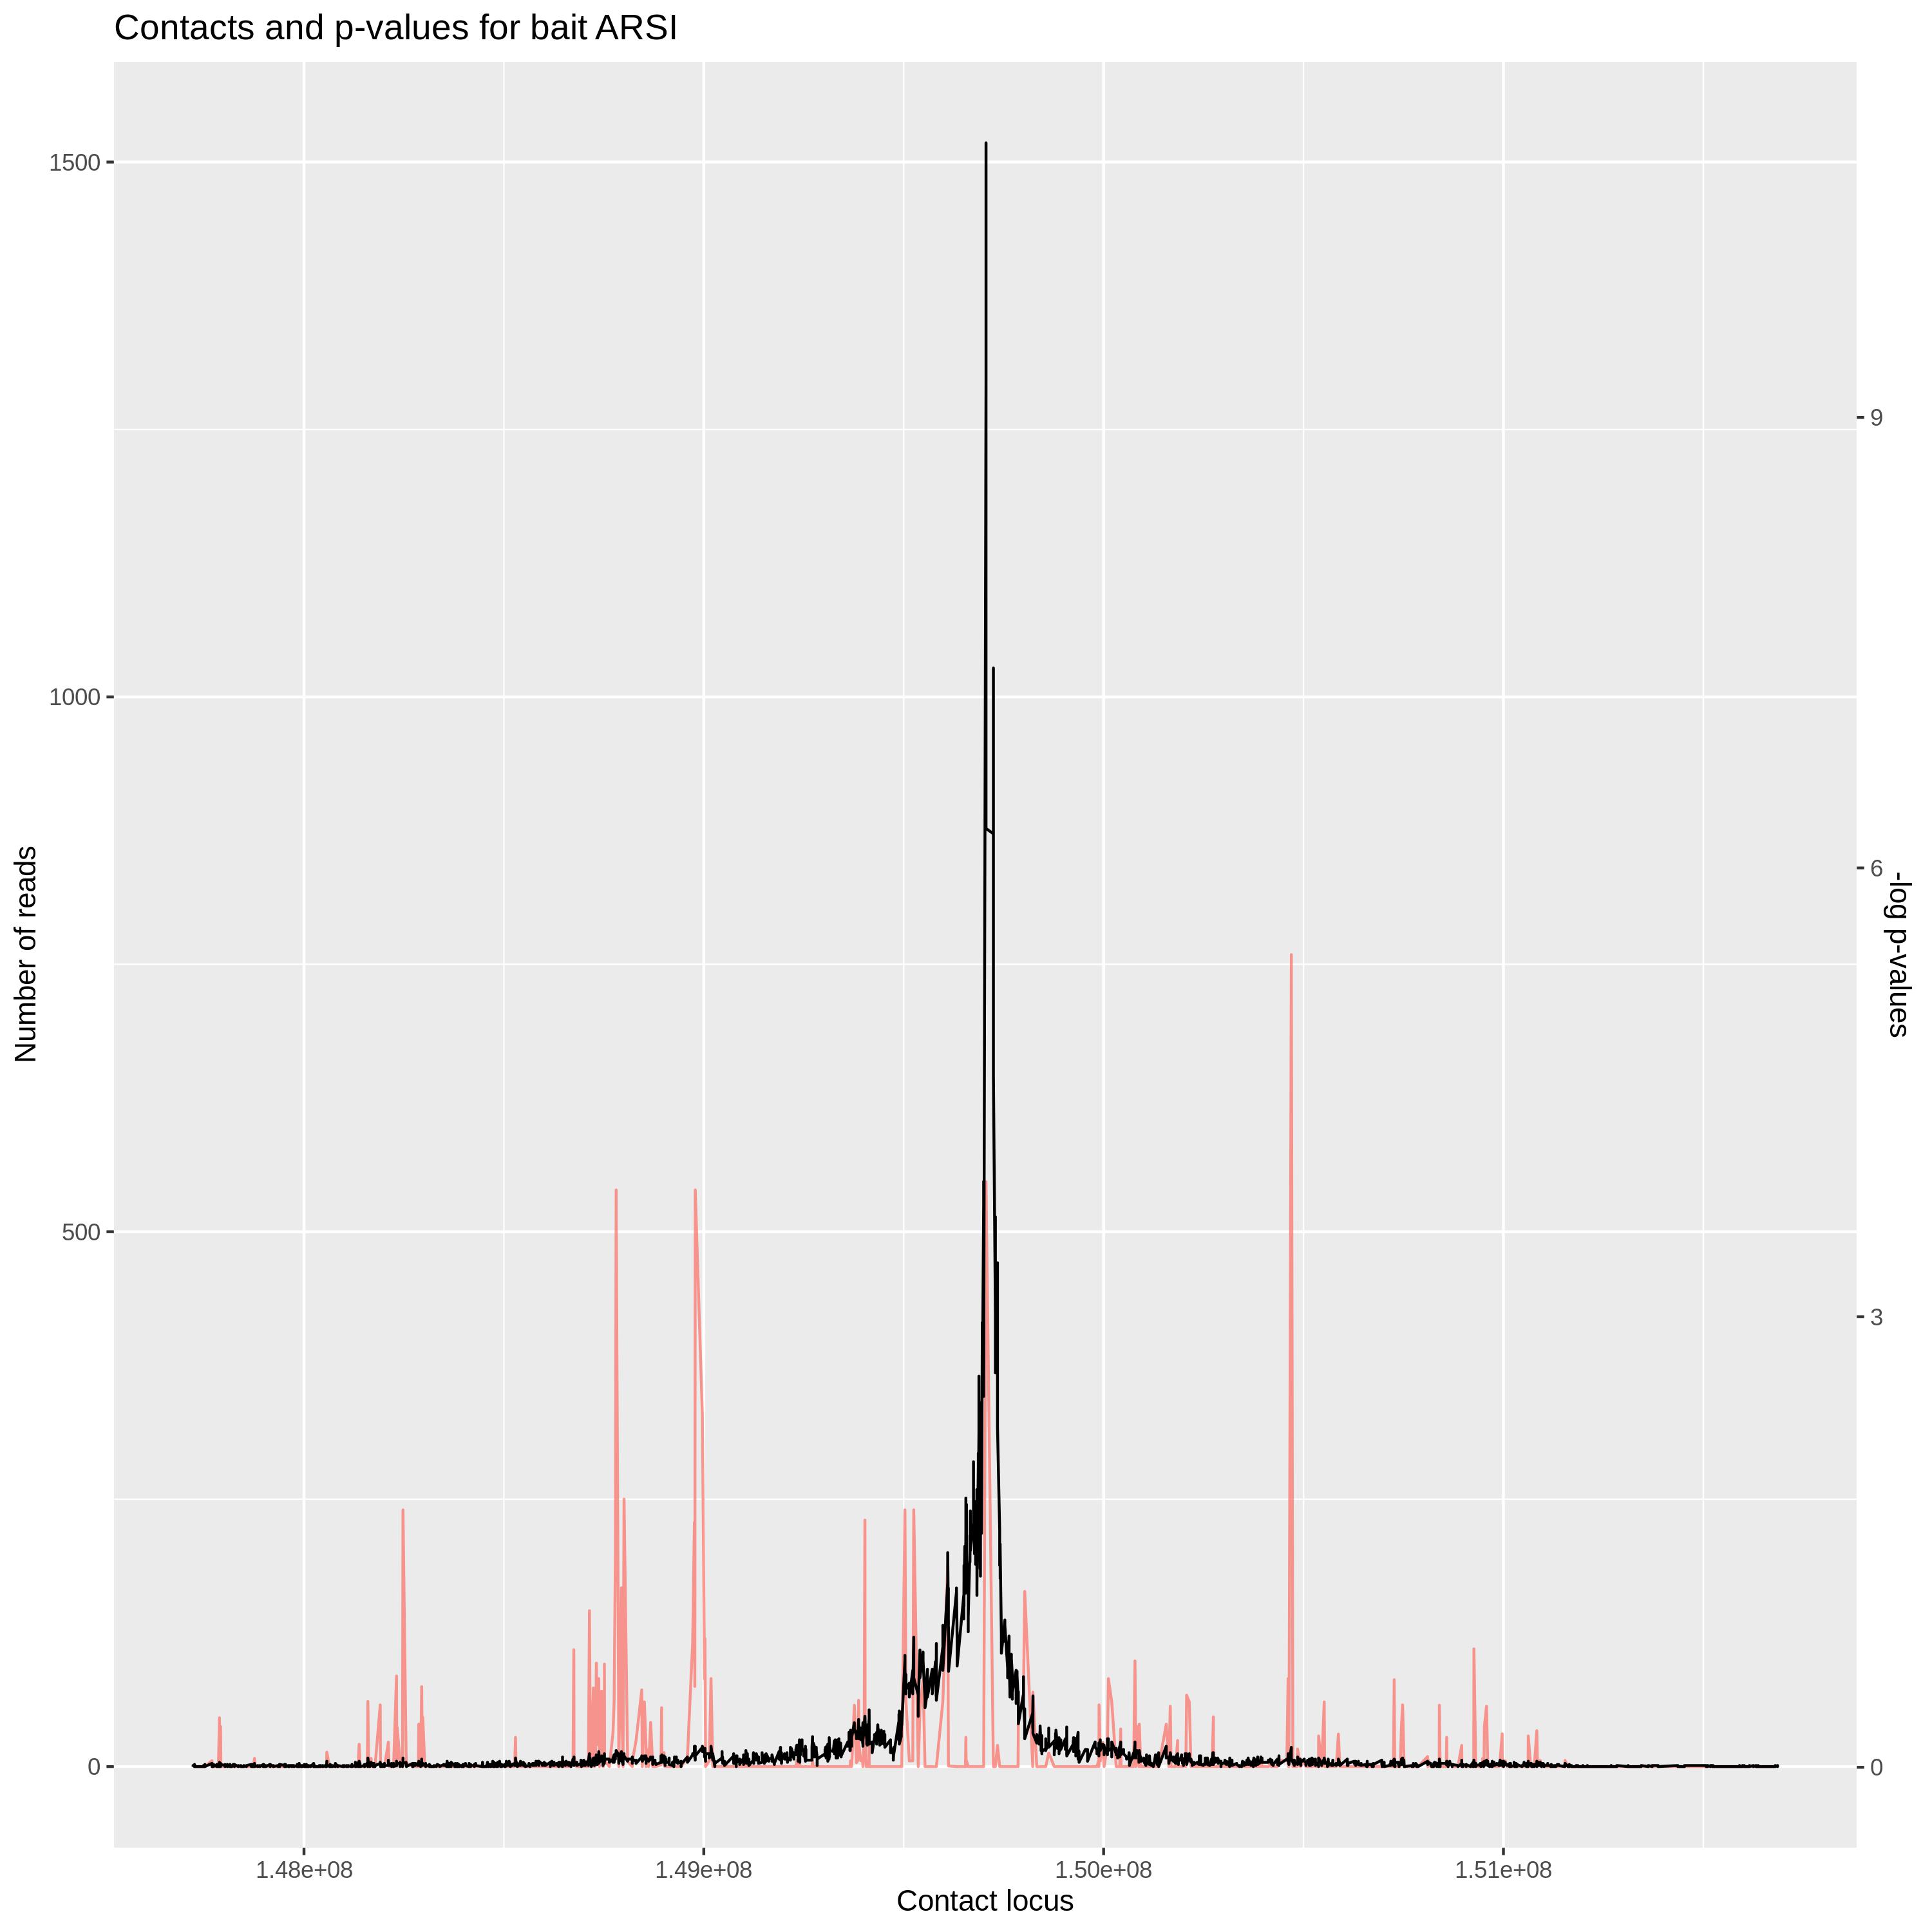 Contacts and p-values for bait ARSI
1500
1000
500
0
9
6
3
0
Number of reads
-log p-values
1.48e+08
1.49e+08
1.50e+08
1.51e+08
Contact locus